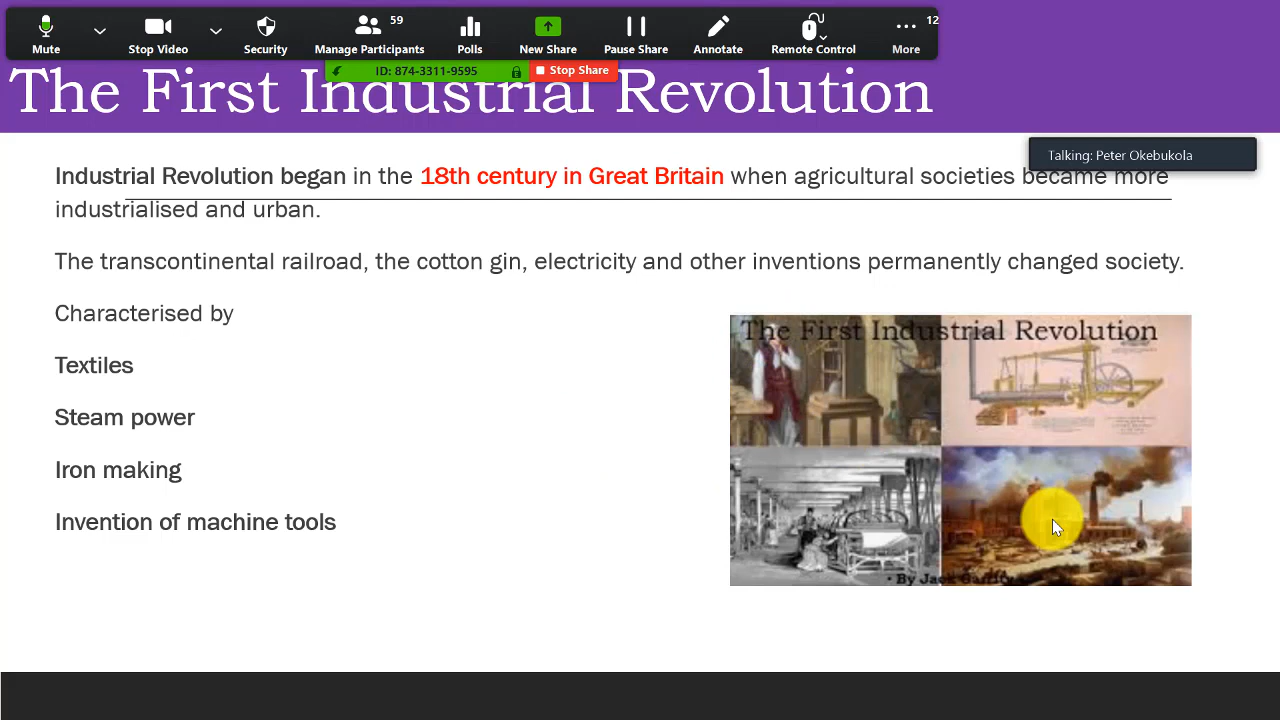 59
12
Mute
Stop Video
Security
Manage Participants
Polls
New Share
Pause Share
Annotate
Remote Control
More
ID: 874-3311-9595
Stop Share
The First Industrial Revolution
Talking: Peter Okebukola
Industrial Revolution began in the 18th century in Great Britain when agricultural societies became more
industrialised and urban.
The transcontinental railroad, the cotton gin, electricity and other inventions permanently changed society.
Characterised by
Textiles
Steam power
Iron making
Invention of machine tools
The First Industrial Revolution
• By Jack Garrity